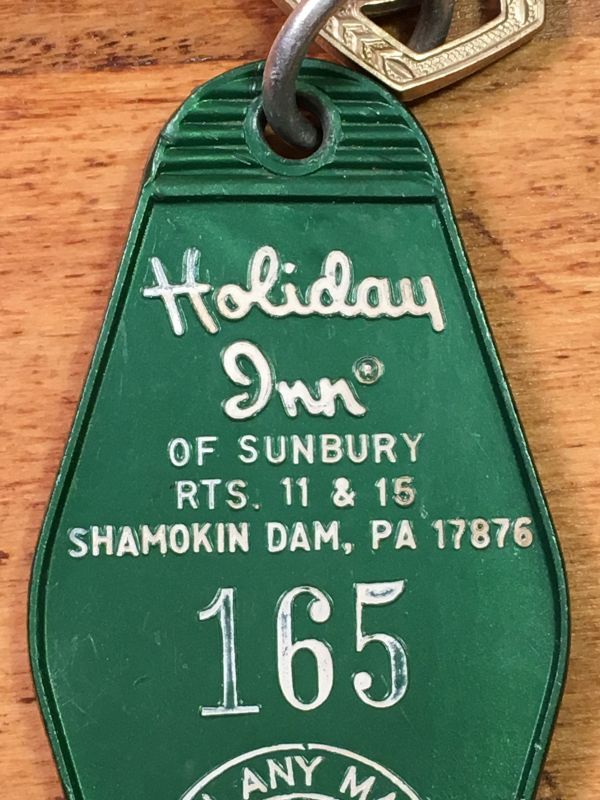 Holiday
Inn®
OF SUNBURY
RTS. 11 & 15
SHAMOKIN DAM, PA 17876
165
ANY